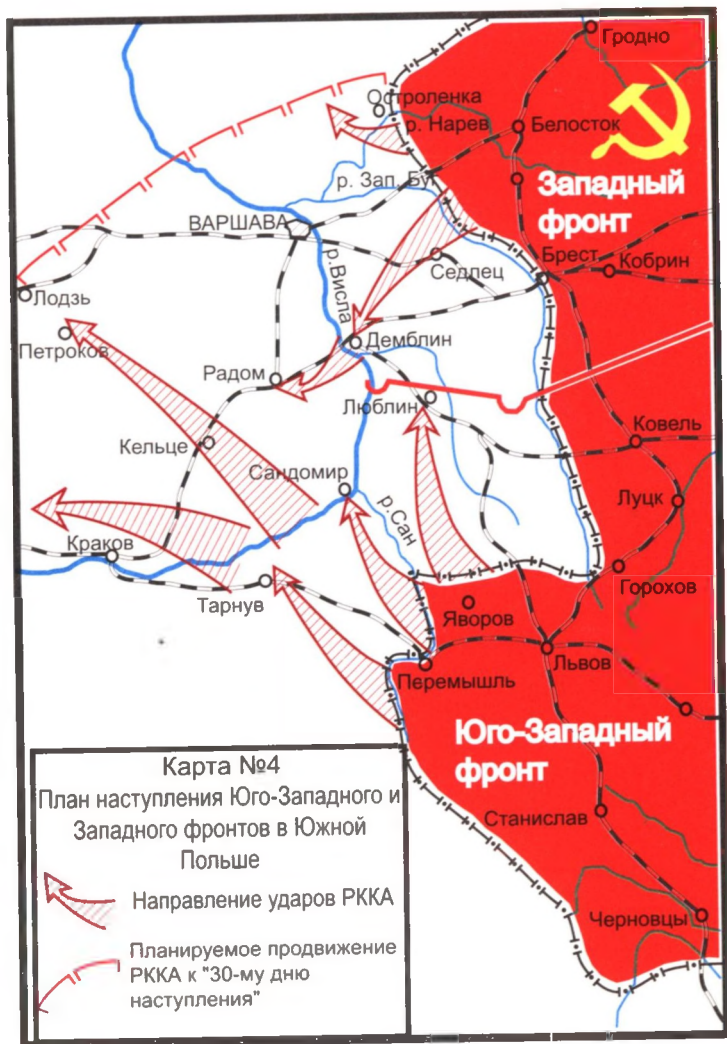 Гродно
Остроленка
р. Нарев
Белосток
р. Зап. Буг
Западный
фронт
ВАРШАВА
р.Висла
Седлец
Брест
Кобрин
Лодзь
Петроков
Демблин
Радом
Люблин
Кельце
Ковель
Сандомир
Луцк
р.Сан
Краков
Тарнув
Горохов
Яворов
Львов
Перемышль
Юго-Западный
фронт
Станислав
Черновцы
Карта №4
План наступления Юго-Западного и
Западного фронтов в Южной
Польше
Направление ударов РККА
Планируемое продвижение
РККА к "30-му дню
наступления"